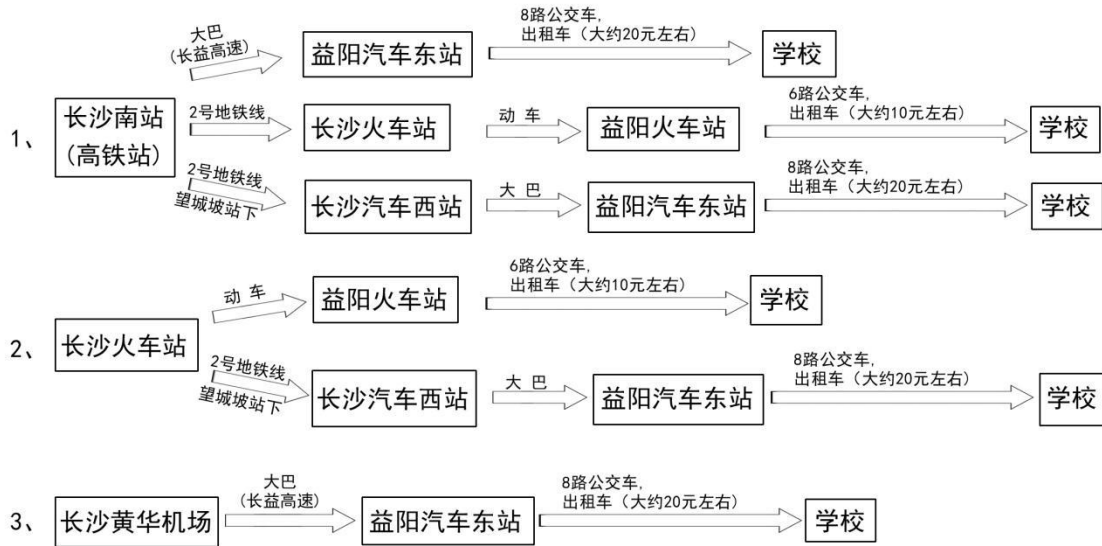 1、
长沙南站
(高铁站)
大巴
(长益高速)
益阳汽车东站
8路公交车,
出租车（大约20元左右）
学校
2号地铁线
长沙火车站
动 车
益阳火车站
6路公交车,
出租车（大约10元左右）
学校
2号地铁线
望城坡站下
长沙汽车西站
大 巴
益阳汽车东站
8路公交车,
出租车（大约20元左右）
学校
2、
长沙火车站
动 车
益阳火车站
6路公交车,
出租车（大约10元左右）
学校
2号地铁线
望城坡站下
长沙汽车西站
大 巴
益阳汽车东站
8路公交车,
出租车（大约20元左右）
学校
3、
长沙黄华机场
大巴
(长益高速)
益阳汽车东站
8路公交车,
出租车（大约20元左右）
学校